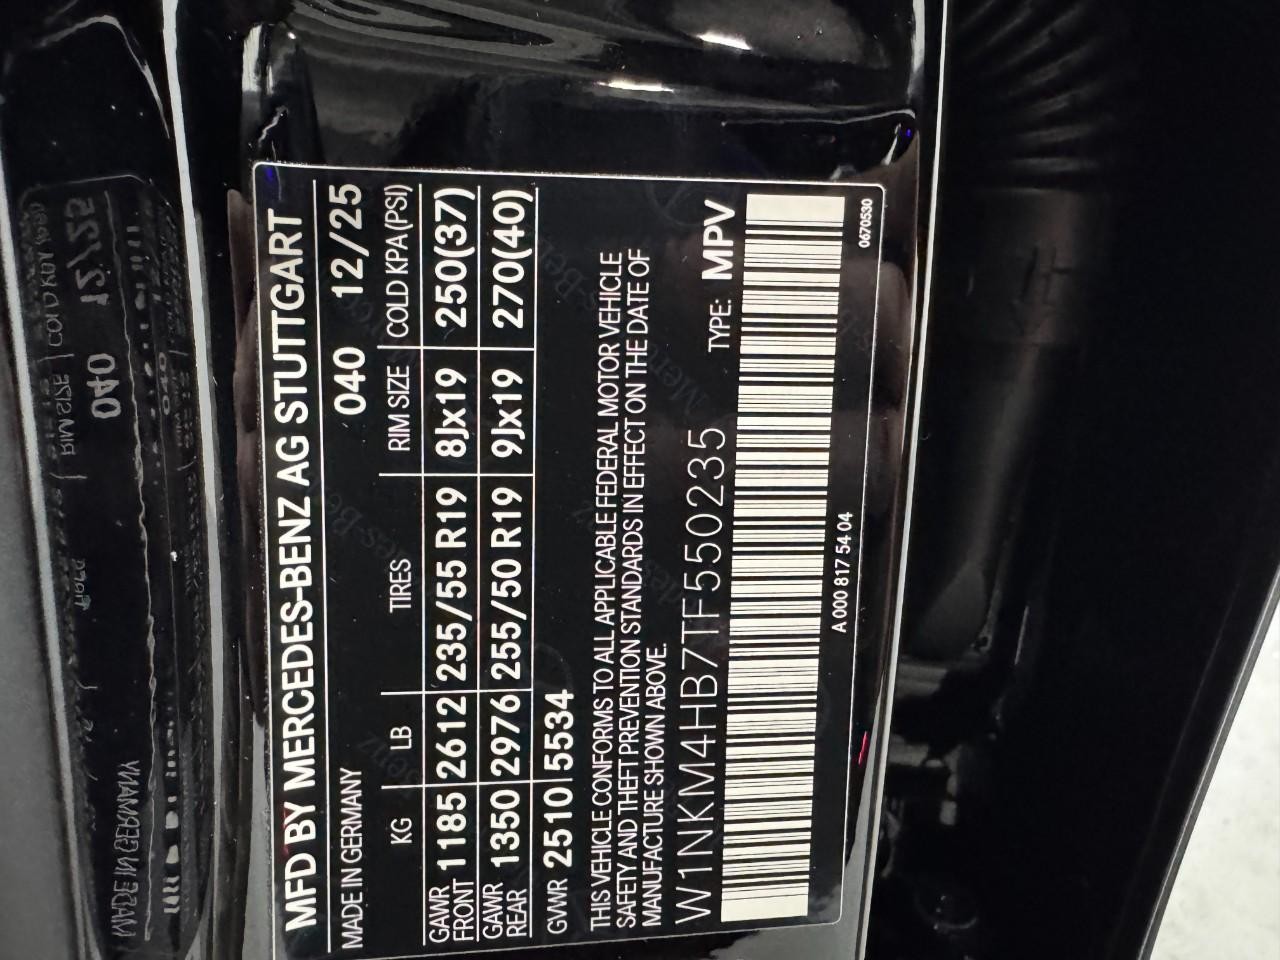 MFD BY MERCEDES-BENZ AG STUTTGART
MADE IN GERMANY 040 12/25
KG LB TIRES RIM SIZE COLD KPA(PSI)
GAWR FRONT 1185 2612 235/55 R19 8Jx19 250(37)
GAWR REAR 1350 2976 255/50 R19 9Jx19 270(40)
GVWR 2510 5534
THIS VEHICLE CONFORMS TO ALL APPLICABLE FEDERAL MOTOR VEHICLE
SAFETY AND THEFT PREVENTION STANDARDS IN EFFECT ON THE DATE OF
MANUFACTURE SHOWN ABOVE.
W1NKM4HB7TF550235 TYPE: MPV
A 000 817 54 04 0670530